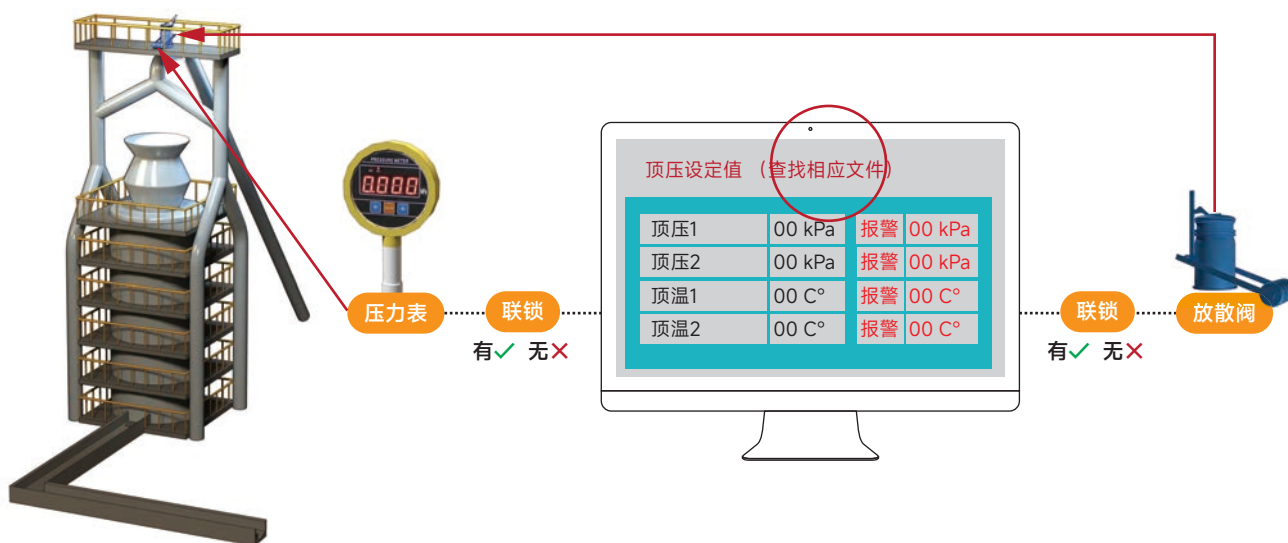 PRESSURE METER
0.000
顶压设定值 （查找相应文件）
顶压1 00 kPa 报警 00 kPa
顶压2 00 kPa 报警 00 kPa
顶温1 00 C° 报警 00 C°
顶温2 00 C° 报警 00 C°
压力表 联锁 联锁 放散阀
有✓ 无✕ 有✓ 无✕